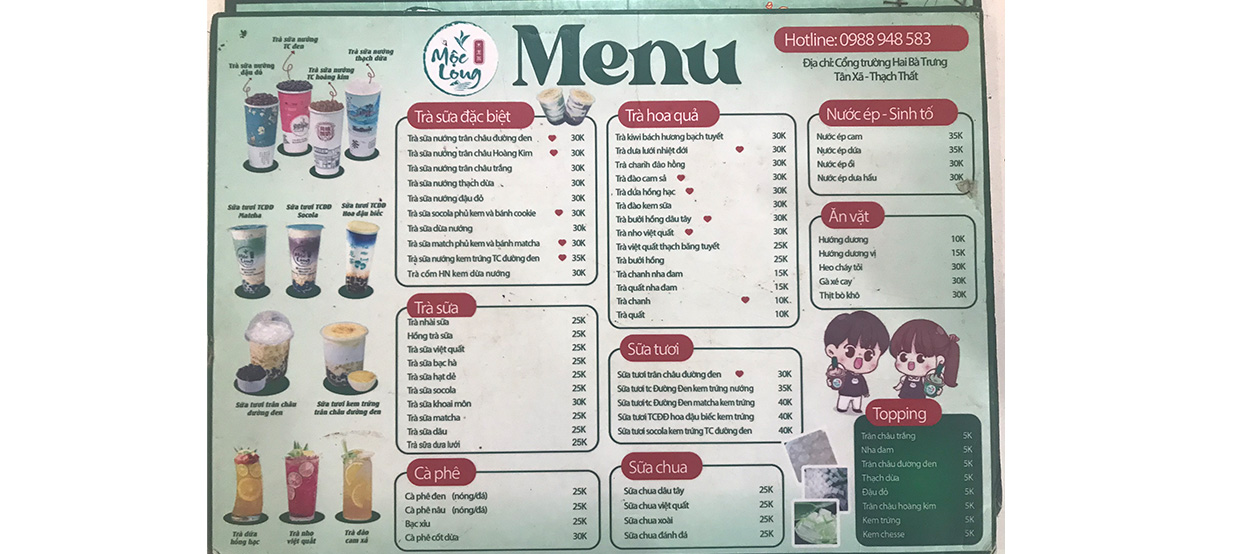 Mộc Long
Menu
Hotline: 0988 948 583
Địa chỉ: Cổng trường Hai Bà Trưng
Tân Xã - Thạch Thất
Trà sữa nướng
TC đen
Trà sữa nướng
thạch dừa
Trà sữa nướng
đậu đỏ
Trà sữa nướng
TC hoàng kim
Sữa tươi TCĐĐ
Matcha
Sữa tươi TCĐĐ
Socola
Sữa tươi TCĐĐ
Hoa đậu biếc
Sữa tươi trân châu
đường đen
Sữa tươi kem trứng
trân châu đường đen
Trà dứa
hồng hạc
Trà nho
việt quất
Trà đào
cam sả
Trà sữa đặc biệt
Trà sữa nướng trân châu đường đen 30K
Trà sữa nướng trân châu Hoàng Kim 30K
Trà sữa nướng trân châu trắng 30K
Trà sữa nướng thạch dừa 30K
Trà sữa nướng đậu đỏ 30K
Trà sữa socola phủ kem và bánh cookie 30K
Trà sữa dừa nướng 30k
Trà sữa match phủ kem và bánh matcha 30K
Trà sữa nướng kem trứng TC đường đen 35K
Trà cốm HN kem dừa nướng 30K
Trà sữa
Trà nhài sữa 25K
Hồng trà sữa 25K
Trà sữa việt quất 25K
Trà sữa bạc hà 25K
Trà sữa hạt dẻ 25K
Trà sữa socola 25K
Trà sữa khoai môn 30K
Trà sữa matcha 25K
Trà sữa dâu 25K
Trà sữa dưa lưới 25K
Cà phê
Cà phê đen (nóng/đá) 25K
Cà phê nâu (nóng/đá) 25K
Bạc xỉu 25K
Cà phê cốt dừa 30K
Trà hoa quả
Trà kiwi bách hương bạch tuyết 30K
Trà dưa lưới nhiệt đới 30K
Trà chanh đào hồng 30K
Trà đào cam sả 30K
Trà dứa hồng hạc 30K
Trà đào kem sữa 30K
Trà bưởi hồng dâu tây 30K
Trà nho việt quất 30K
Trà việt quất thạch băng tuyết 25K
Trà bưởi hồng 25K
Trà chanh nha đam 15K
Trà quất nha đam 15K
Trà chanh 10K
Trà quất 10K
Sữa tươi
Sữa tươi trân châu đường đen 30K
Sữa tươi tc Đường Đen kem trứng nướng 35K
Sữa tươi tc Đường Đen matcha kem trứng 40K
Sữa tươi TCĐĐ hoa đậu biếc kem trứng 40K
Sữa tươi socola kem trứng TC đường đen 40K
Sữa chua
Sữa chua dâu tây 25K
Sữa chua việt quất 25K
Sữa chua xoài 25K
Sữa chua đánh đá 25K
Nước ép - Sinh tố
Nước ép cam 35K
Nước ép dứa 35K
Nước ép ổi 30K
Nước ép dưa hấu 30K
Ăn vặt
Hướng dương 10K
Hướng dương vị 15K
Heo cháy tỏi 30K
Gà xé cay 30K
Thịt bò khô 30K
Topping
Trân châu trắng 5K
Nha đam 5K
Trân châu đường đen 5K
Thạch dừa 5K
Đậu đỏ 5K
Trân châu hoàng kim 5K
Kem trứng 5K
Kem chesse 5K